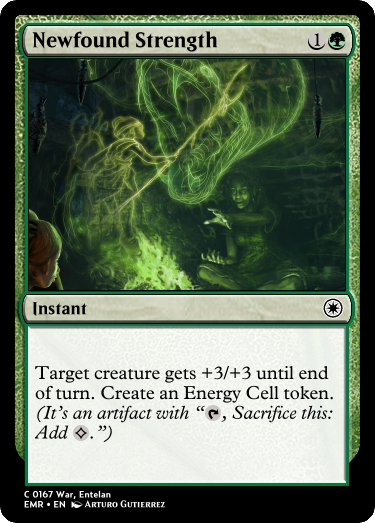 Newfound Strength 1
Instant
Target creature gets +3/+3 until end
of turn. Create an Energy Cell token.
(It's an artifact with “, Sacrifice this:
Add .”)
C 0167 War, Entelan
EMR • EN Arturo Gutierrez